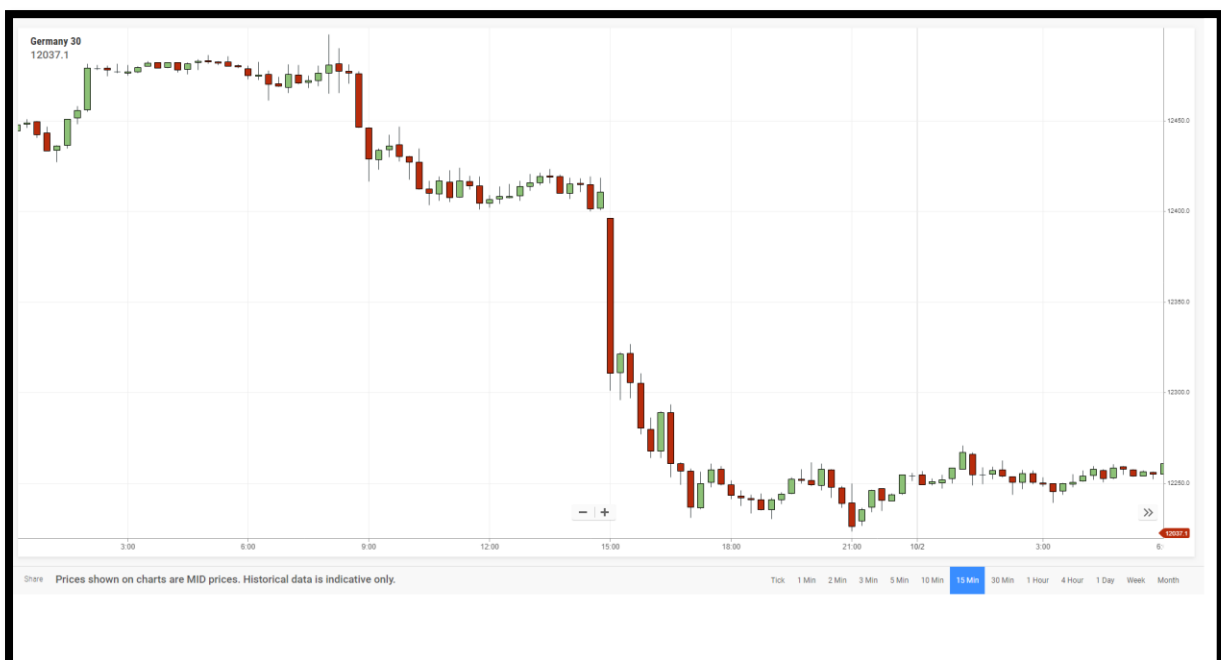 Germany 30
12037.1
12450.0
12400.0
12350.0
12300.0
12250.0
12037.1
3:00 6:00 9:00 12:00 15:00 18:00 21:00 10/2 3:00 6:
Share Prices shown on charts are MID prices. Historical data is indicative only. Tick 1 Min 2 Min 3 Min 5 Min 10 Min 15 Min 30 Min 1 Hour 4 Hour 1 Day Week Month